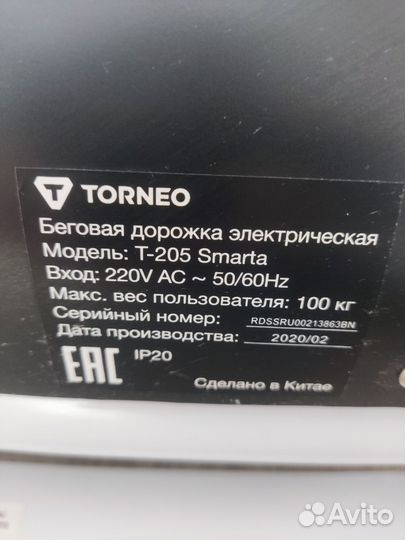 TORNEO
Беговая дорожка электрическая
Модель: T-205 Smarta
Вход: 220V AC ~ 50/60Hz
Макс. вес пользователя: 100 кг
Серийный номер: RDSSRU00213863BN
Дата производства: 2020/02
EAC IP20
Сделано в Китае
Avito